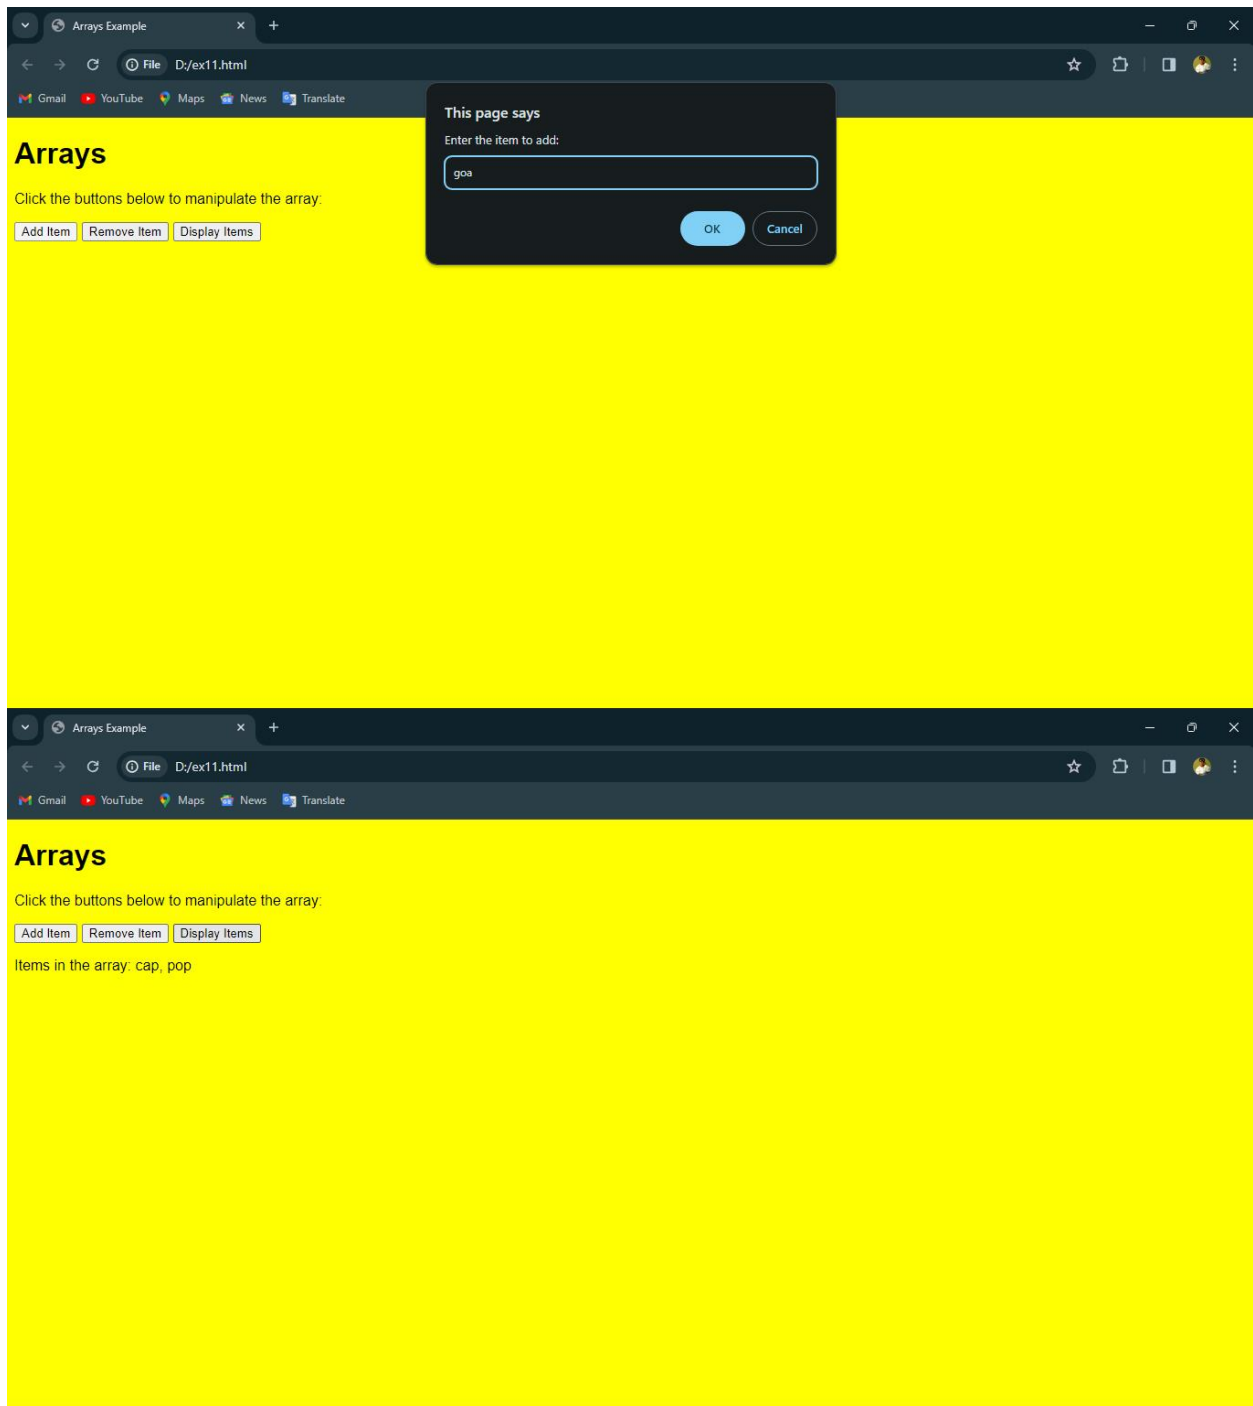 Arrays Example
File D:/ex11.html
Gmail YouTube Maps News Translate
This page says
Enter the item to add:
goa
OK Cancel
Arrays
Click the buttons below to manipulate the array:
Add Item Remove Item Display Items
Arrays Example
File D:/ex11.html
Gmail YouTube Maps News Translate
Arrays
Click the buttons below to manipulate the array:
Add Item Remove Item Display Items
Items in the array: cap, pop